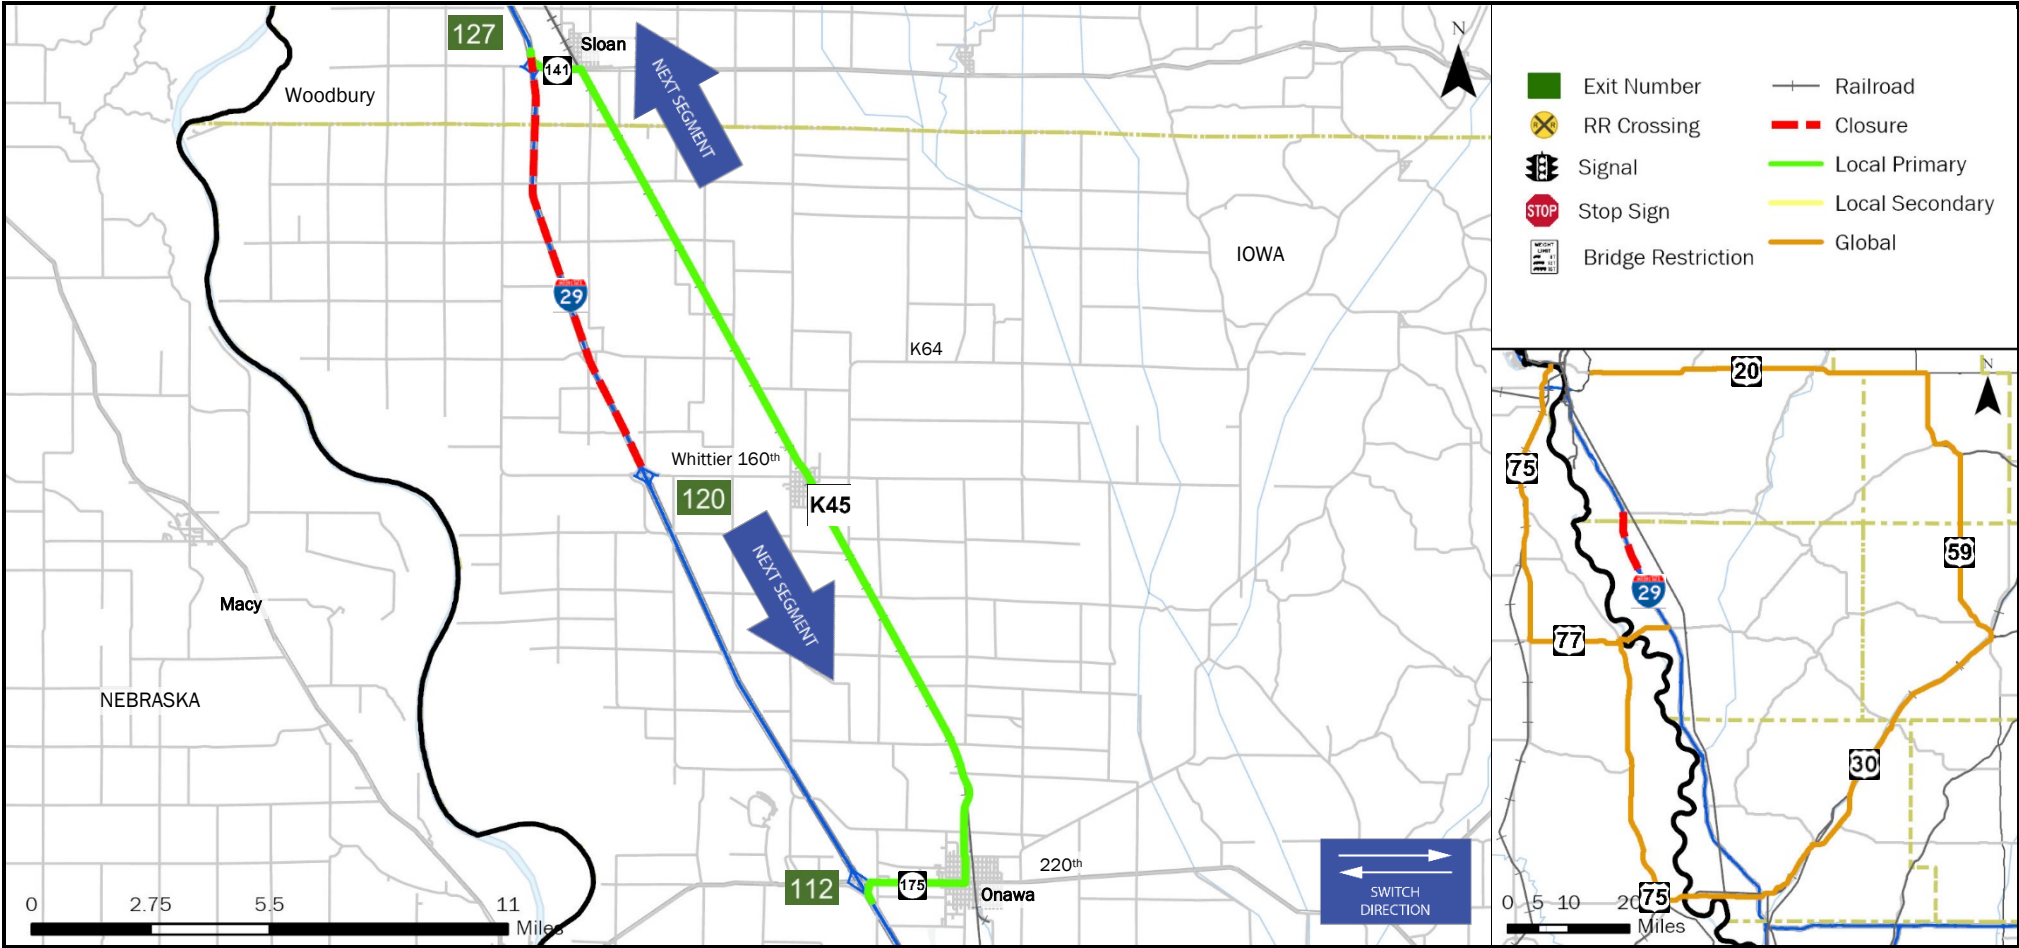 127
Sloan
141
Woodbury
NEXT SEGMENT
N
IOWA
29
K64
Whittier 160th
120
K45
NEXT SEGMENT
Macy
NEBRASKA
220th
112
175
Onawa
0 2.75 5.5 11
Miles
SWITCH
DIRECTION
Exit Number
RR Crossing
Signal
STOP
Stop Sign
WEIGHT
LIMIT
Bridge Restriction
Railroad
Closure
Local Primary
Local Secondary
Global
20
N
75
59
29
77
30
75
0 5 10 20
Miles